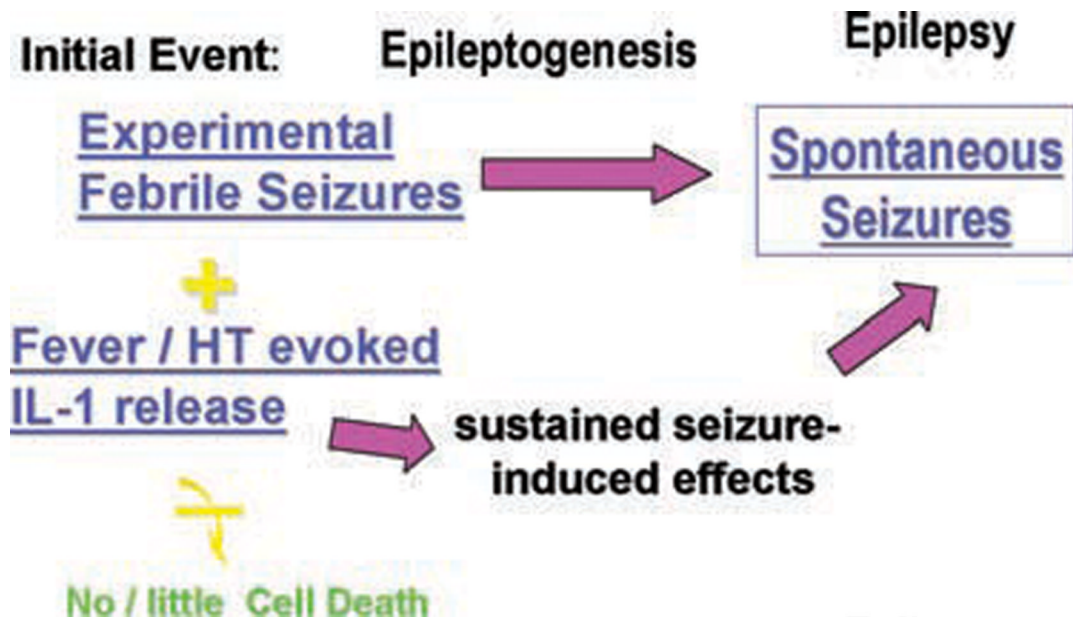 Initial Event:
Epileptogenesis
Epilepsy
Experimental
Febrile Seizures
Spontaneous
Seizures
+
Fever / HT evoked
IL-1 release
sustained seizure-
induced effects
No / little Cell Death